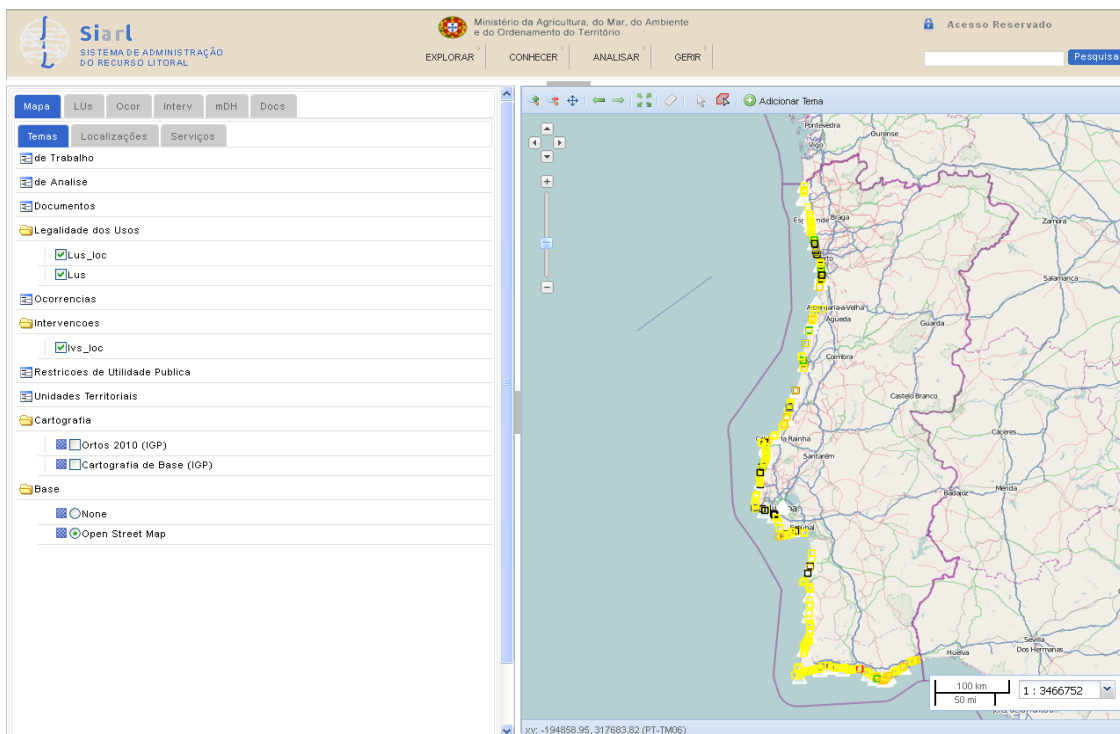 Siarl
SISTEMA DE ADMINISTRAÇÃO
DO RECURSO LITORAL
Ministério da Agricultura, do Mar, do Ambiente
e do Ordenamento do Território
EXPLORAR
CONHECER
ANALISAR
GERIR
Acesso Reservado
Pesquisa
Mapa
LUs
Ocor
Interv
mDH
Docs
Temas
Localizações
Serviços
de Trabalho
de Analise
Documentos
Legalidade dos Usos
Lus_loc
Lus
Ocorrencias
Intervencoes
Ivs_loc
Restricoes de Utilidade Publica
Unidades Territoriais
Cartografia
Ortos 2010 (IGP)
Cartografia de Base (IGP)
Base
None
Open Street Map
Adicionar Tema
Pontevedra
Ourense
Vigo
Braga
Zamora
Salamanca
Águeda
Guarda
Coimbra
Castelo Branco
Cáceres
Rainha
Santarém
Badajoz
Mérida
Setúbal
Sevilla
Dos Hermanas
Huelva
100 km
50 mi
1 : 3466752
xy: -194858.95, 317683.82 (PT-TM06)